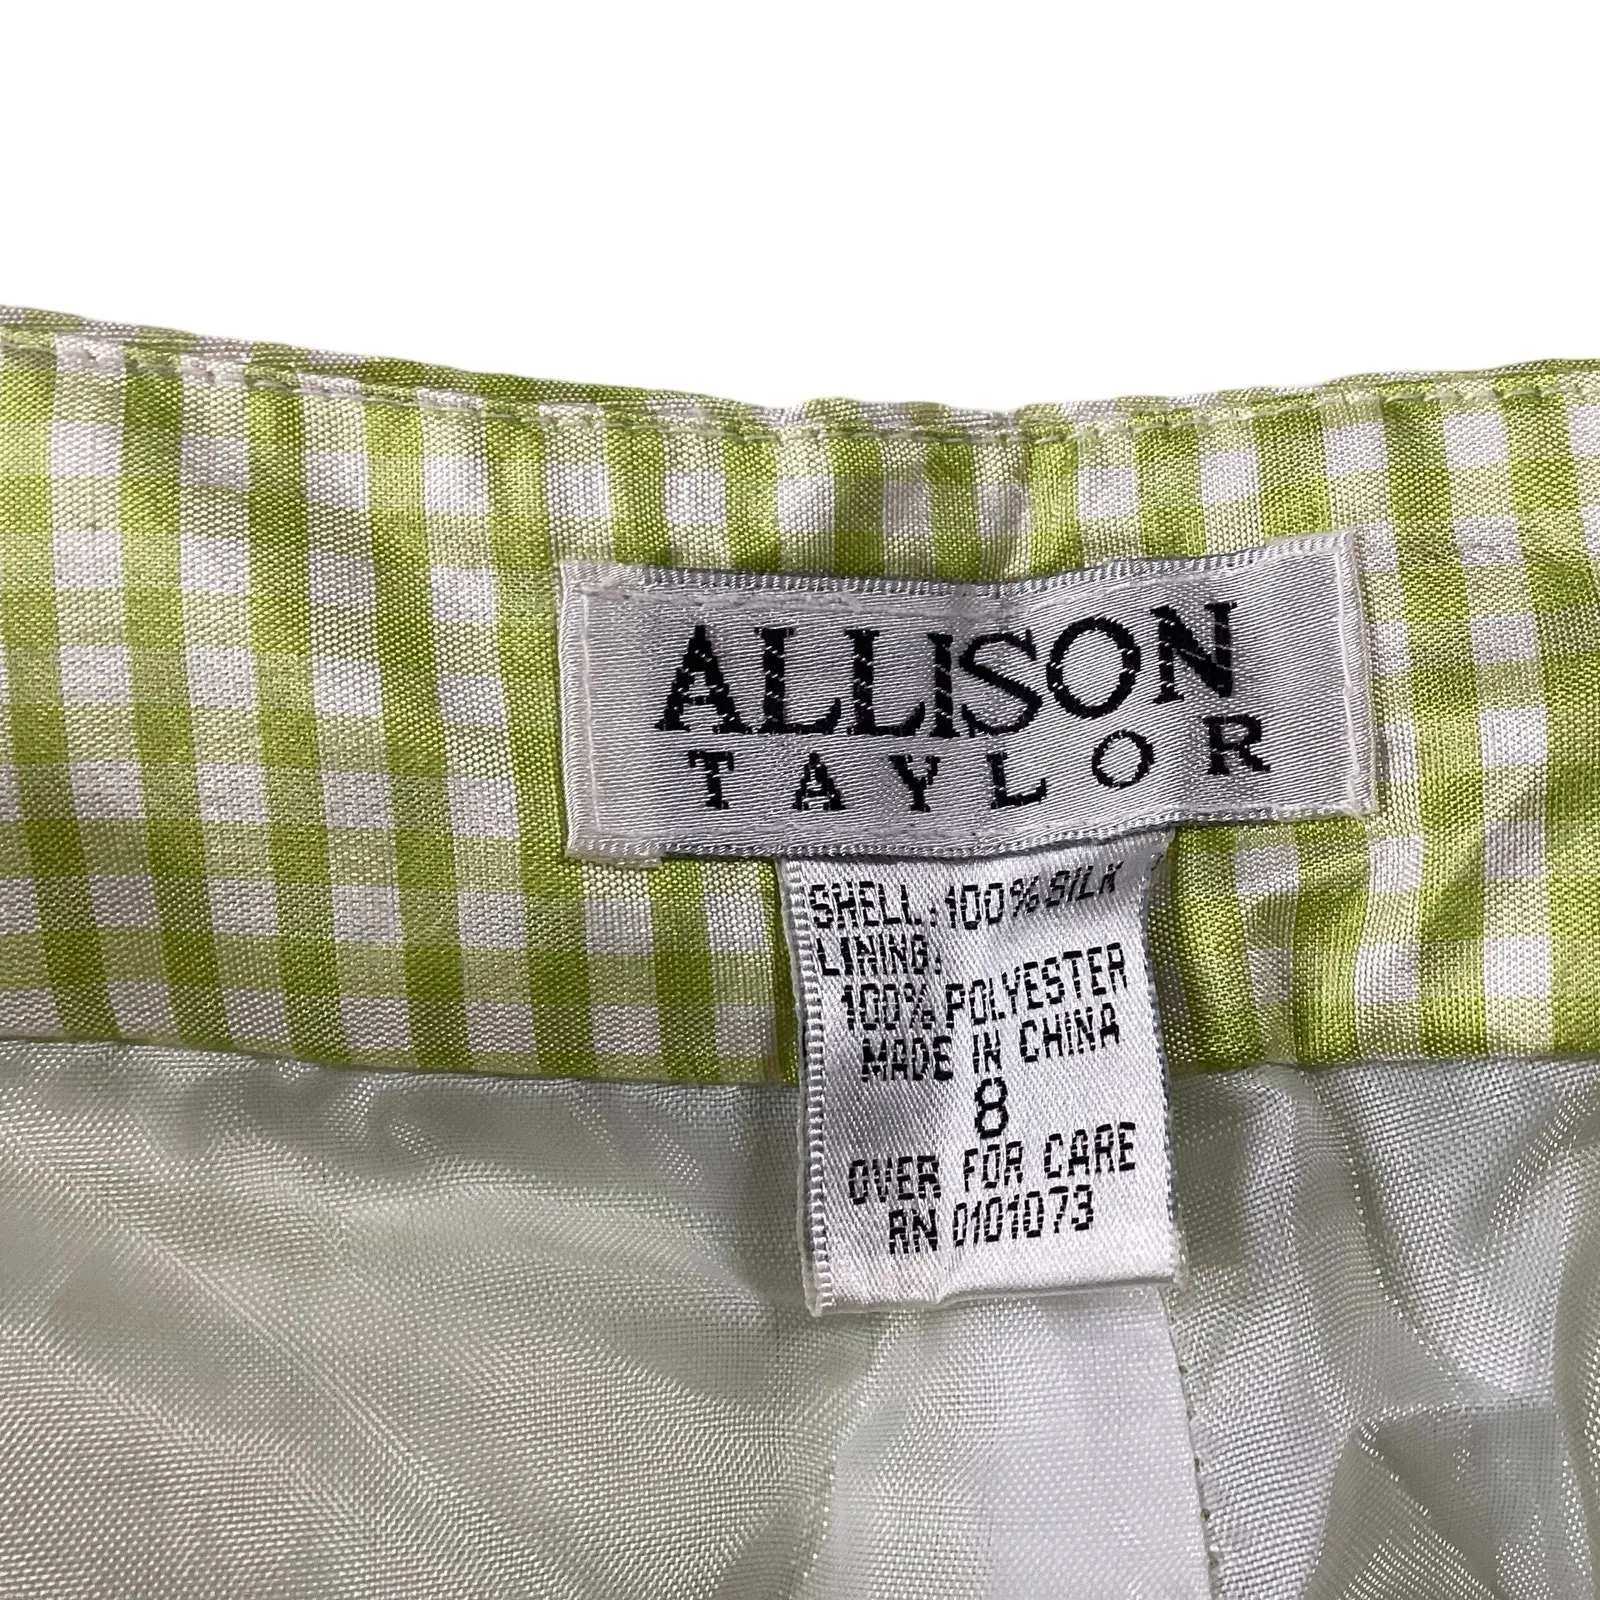 ALLISON
TAYLOR
SHELL:100%SILK
LINING:
100%POLYESTER
MADE IN CHINA
8
OVER FOR CARE
RN 0101073